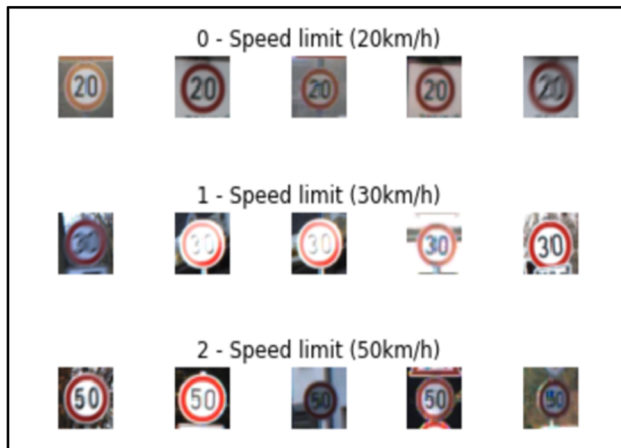 0 - Speed limit (20km/h)
20 20 20 20 20
1 - Speed limit (30km/h)
30 30 30 30 30
2 - Speed limit (50km/h)
50 50 50 50 50